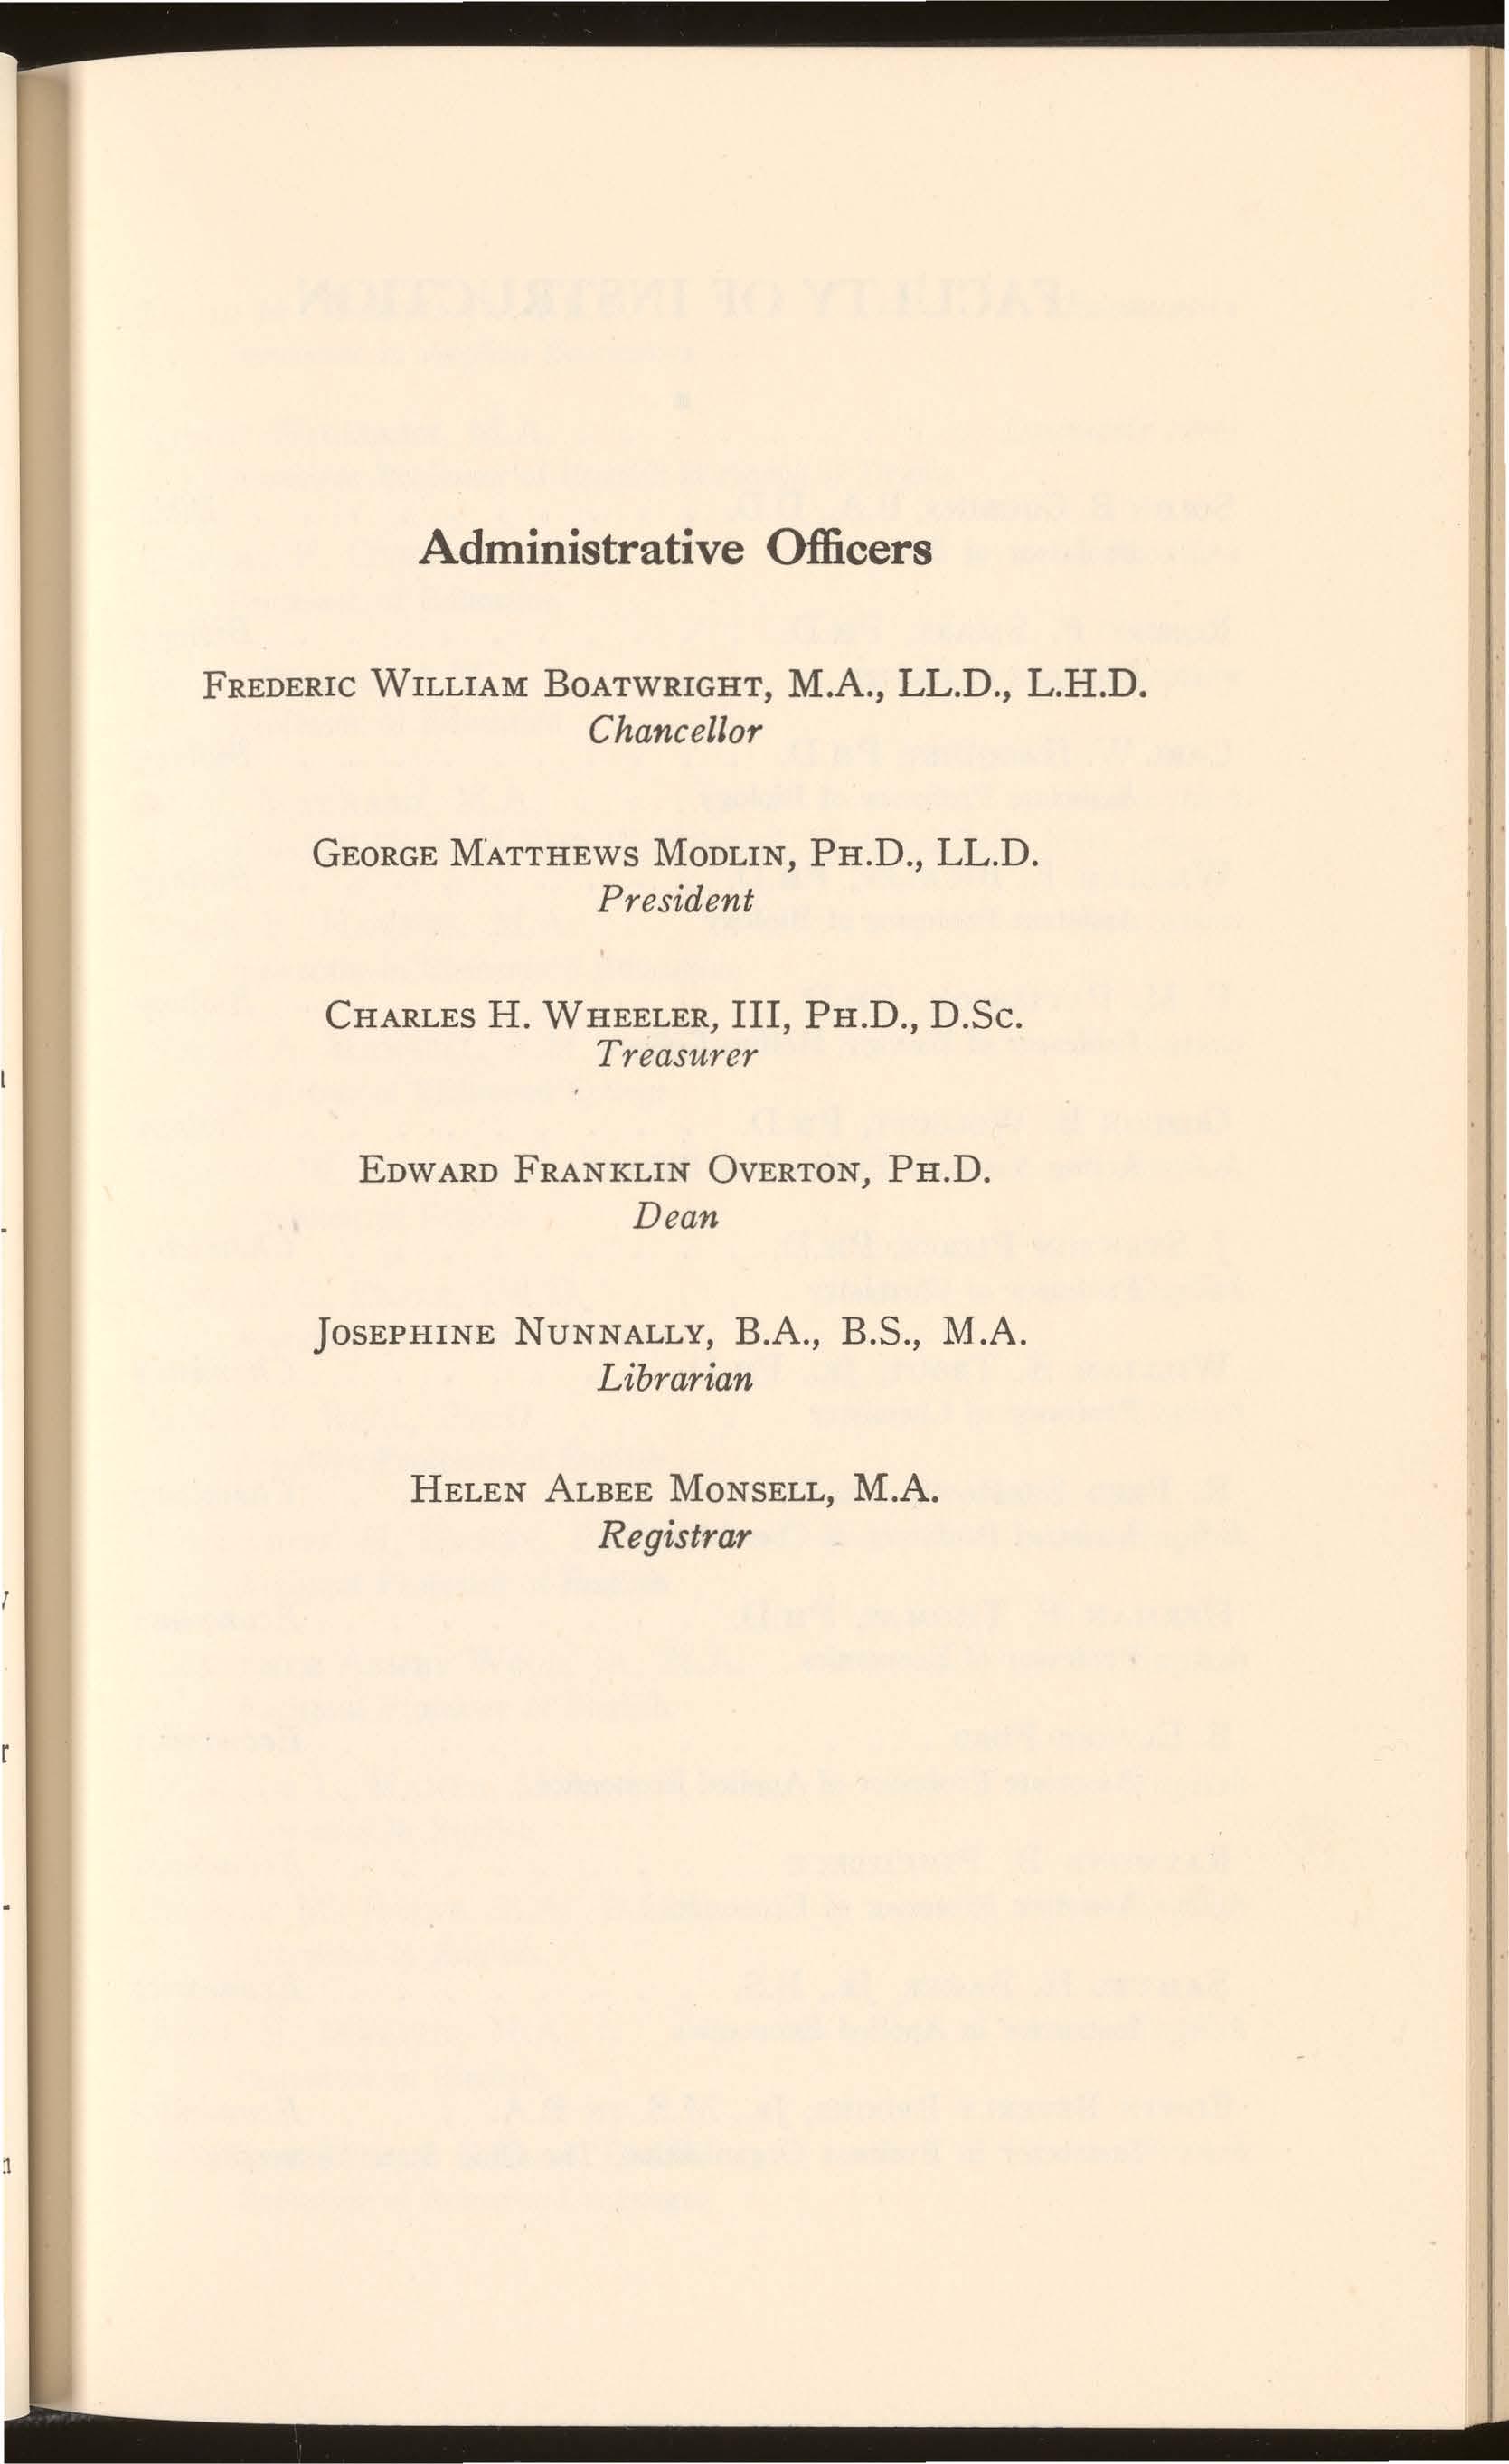 Administrative Officers
FREDERIC WILLIAM BOATWRIGHT, M.A., LL.D., L.H.D.
Chancellor
GEORGE MATTHEWS MODLIN, PH.D., LL.D.
President
CHARLES H. WHEELER, III, PH.D., D.SC.
Treasurer
EDWARD FRANKLIN OVERTON, PH.D.
Dean
JOSEPHINE NUNNALLY, B.A., B.S., M.A.
Librarian
HELEN ALBEE MONSELL, M.A.
Registrar